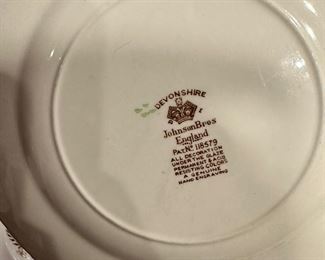 DEVONSHIRE
Johnson Bros
England
PAT. Nº 118579
ALL DECORATION
UNDER THE GLAZE
PERMANENT & ACID
RESISTING COLORS
A GENUINE
HAND ENGRAVING